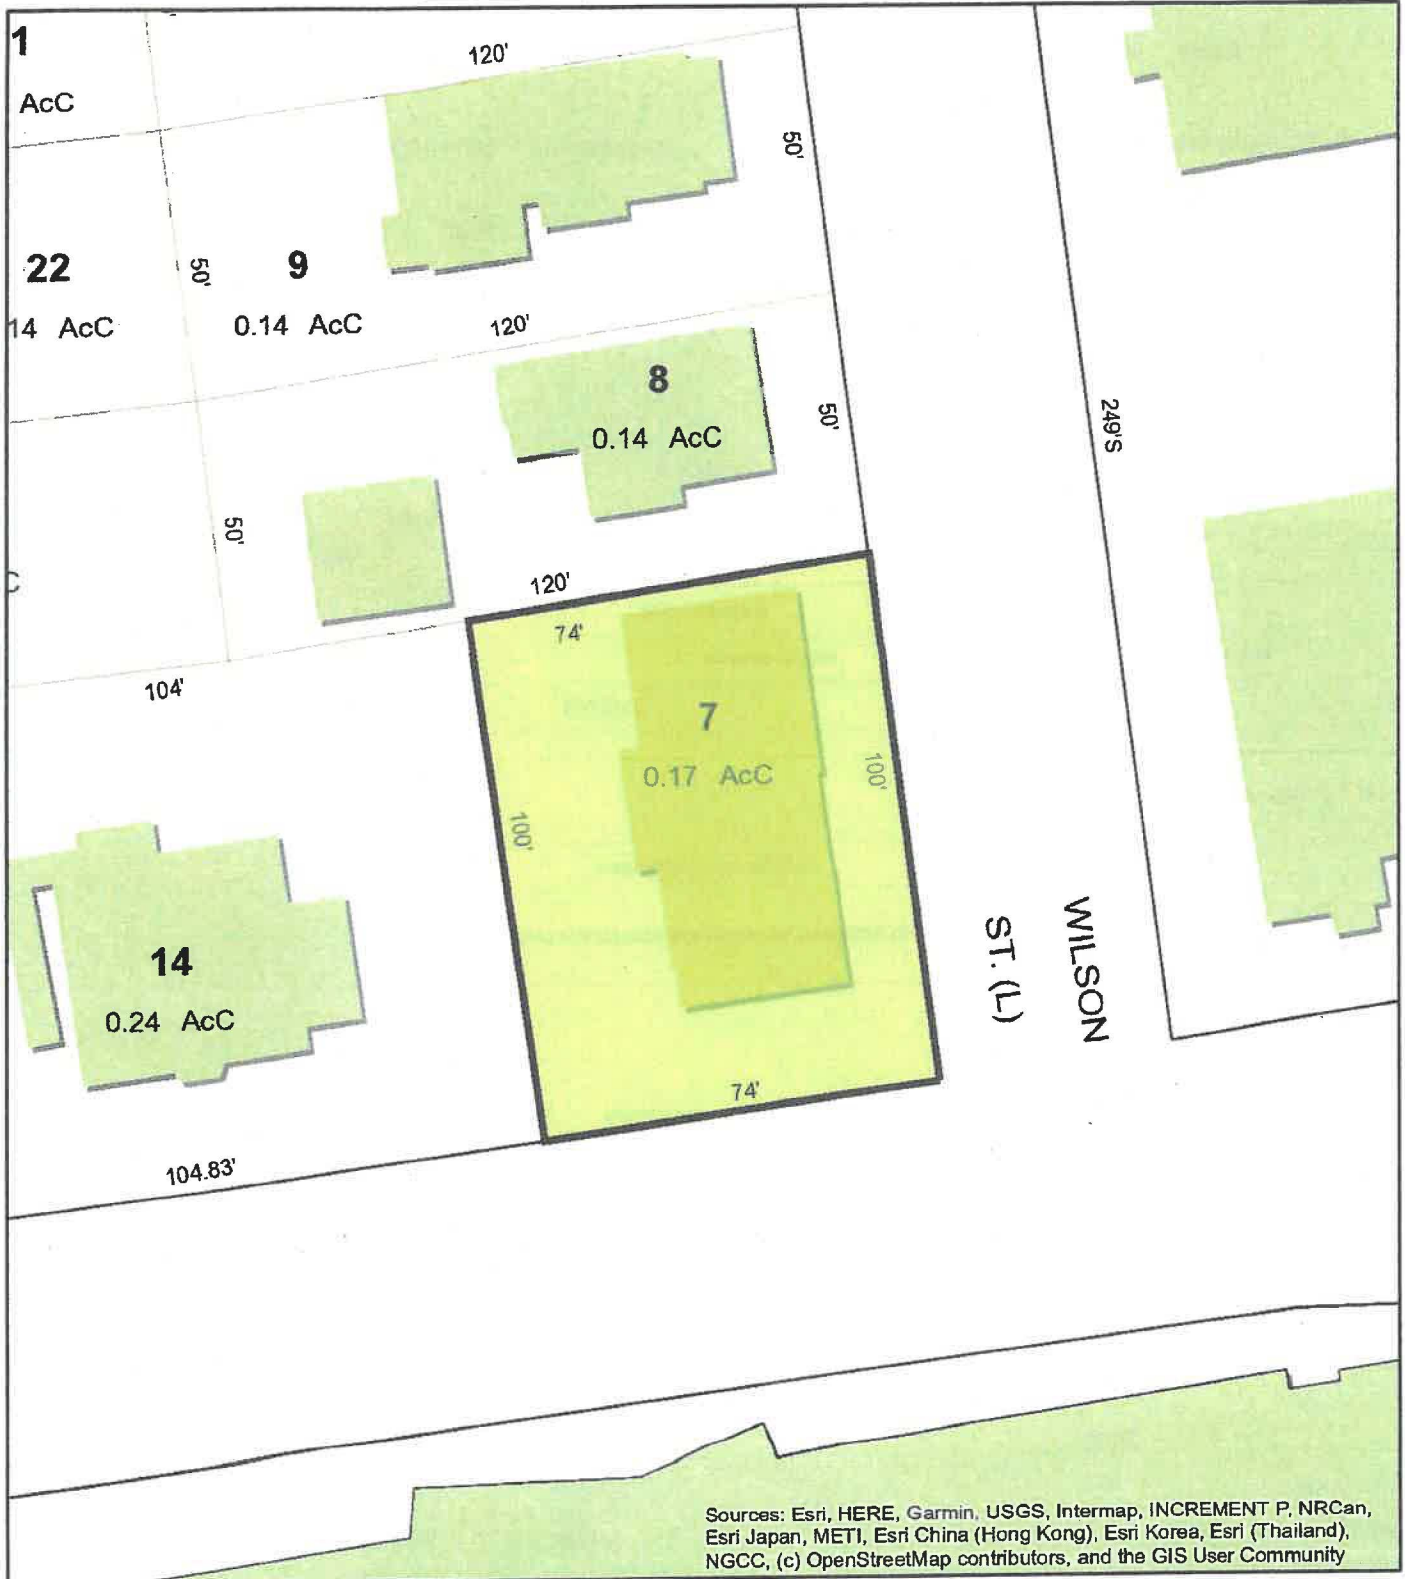 1
AcC
120'
50'
22
14 AcC
50'
9
0.14 AcC
120'
8
0.14 AcC
50'
249'S
50'
C
120'
74'
104'
7
0.17 AcC
100'
100'
14
0.24 AcC
WILSON
ST. (L)
74'
104.83'
Sources: Esri, HERE, Garmin, USGS, Intermap, INCREMENT P, NRCan,
Esri Japan, METI, Esri China (Hong Kong), Esri Korea, Esri (Thailand),
NGCC, (c) OpenStreetMap contributors, and the GIS User Community